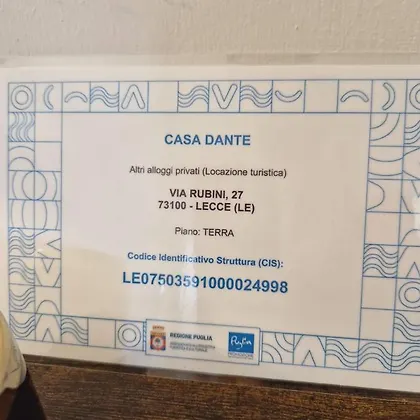 CASA DANTE
Altri alloggi privati (Locazione turistica)
VIA RUBINI, 27
73100 - LECCE (LE)
Piano: TERRA
Codice Identificativo Struttura (CIS):
LE07503591000024998
REGIONE PUGLIA
Puglia